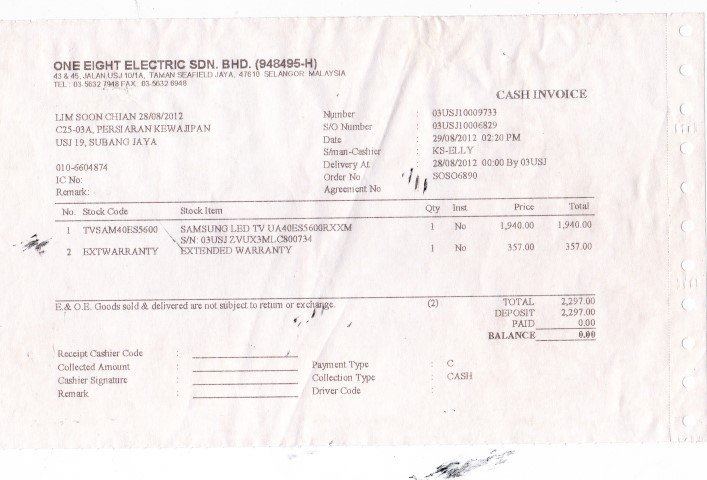 ONE EIGHT ELECTRIC SDN. BHD. (948495-H)
43 & 45, JALAN USJ 10/1A, TAMAN SEAFIELD JAYA, 47610 SELANGOR MALAYSIA
TEL : 03-5632 7948 FAX: 03-5632 6948
CASH INVOICE
LIM SOON CHIAN 28/08/2012
C25-03A, PERSIARAN KEWAJIPAN
USJ 19, SUBANG JAYA
010-6604874
IC No:
Remark:
Number : 03USJ10009733
S/O Number : 03USJ10006829
Date : 29/08/2012 02:20 PM
S/man-Cashier : KS-ELLY
Delivery At : 28/08/2012 00:00 By 03USJ
Order No : SOSO6890
Agreement No
No. Stock Code Stock Item Qty Inst. Price Total
1 TVSAM40ES5600 SAMSUNG LED TV UA40ES5600RXXM 1 No 1,940.00 1,940.00
S/N: 03USJ ZVUX3MLC800734
2 EXTWARRANTY EXTENDED WARRANTY 1 No 357.00 357.00
E.& O.E. Goods sold & delivered are not subject to return or exchange. (2) TOTAL 2,297.00
DEPOSIT 2,297.00
PAID 0.00
BALANCE 0.00
Receipt Cashier Code :
Collected Amount :
Cashier Signature :
Remark :
Payment Type : C
Collection Type : CASH
Driver Code :